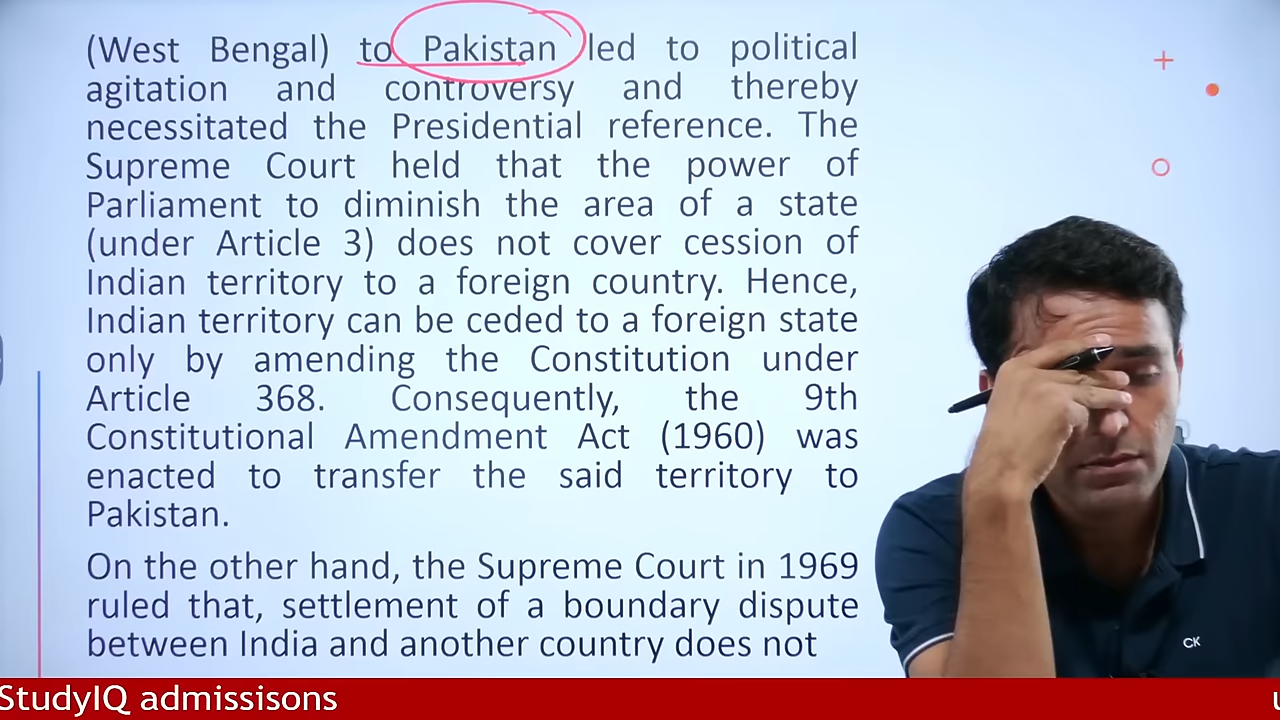 (West Bengal) to Pakistan led to political
agitation and controversy and thereby
necessitated the Presidential reference. The
Supreme Court held that the power of
Parliament to diminish the area of a state
(under Article 3) does not cover cession of
Indian territory to a foreign country. Hence,
Indian territory can be ceded to a foreign state
only by amending the Constitution under
Article 368. Consequently, the 9th
Constitutional Amendment Act (1960) was
enacted to transfer the said territory to
Pakistan.
On the other hand, the Supreme Court in 1969
ruled that, settlement of a boundary dispute
between India and another country does not
CK
StudyIQ admissisons